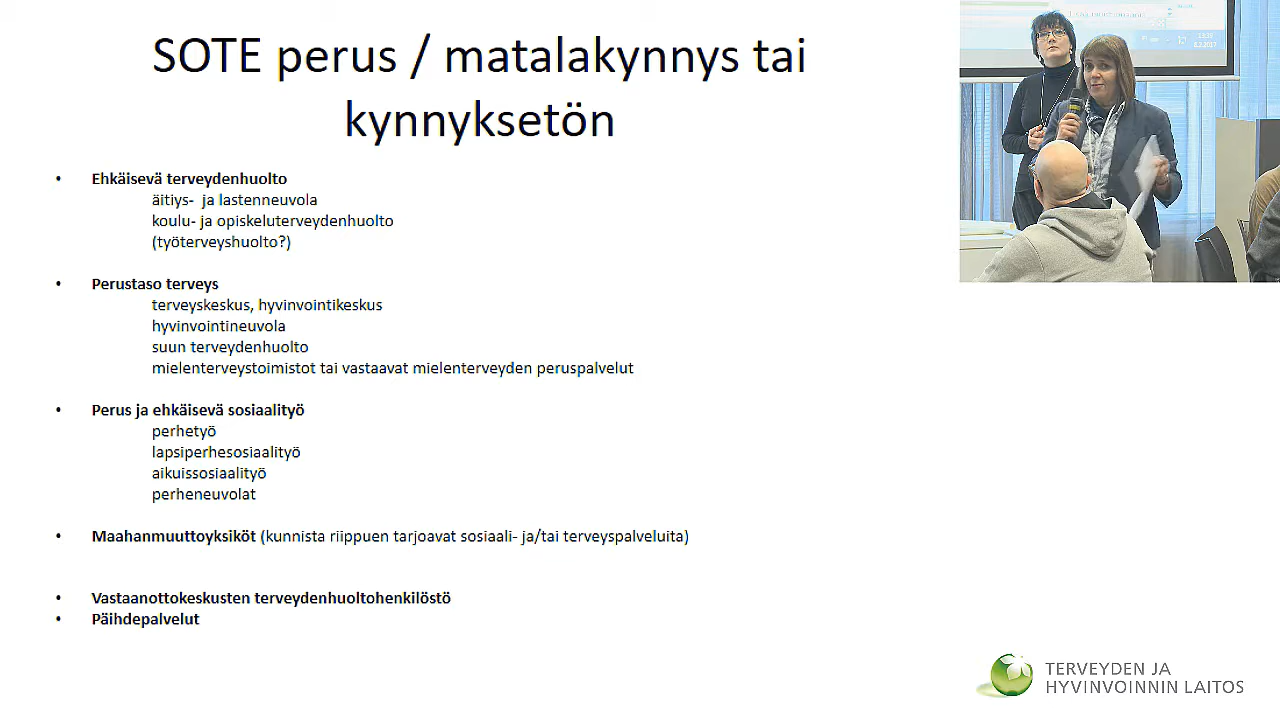 SOTE perus / matalakynnys tai
kynnyksetön
• Ehkäisevä terveydenhuolto
äitiys- ja lastenneuvola
koulu- ja opiskeluterveydenhuolto
(työterveyshuolto?)
• Perustaso terveys
terveyskeskus, hyvinvointikeskus
hyvinvointineuvola
suun terveydenhuolto
mielenterveystoimistot tai vastaavat mielenterveyden peruspalvelut
• Perus ja ehkäisevä sosiaalityö
perhetyö
lapsiperhesosiaalityö
aikuissosiaalityö
perheneuvolat
• Maahanmuuttoyksiköt (kunnista riippuen tarjoavat sosiaali- ja/tai terveyspalveluita)
• Vastaanottokeskusten terveydenhuoltohenkilöstö
• Päihdepalvelut
TERVEYDEN JA
HYVINVOINNIN LAITOS